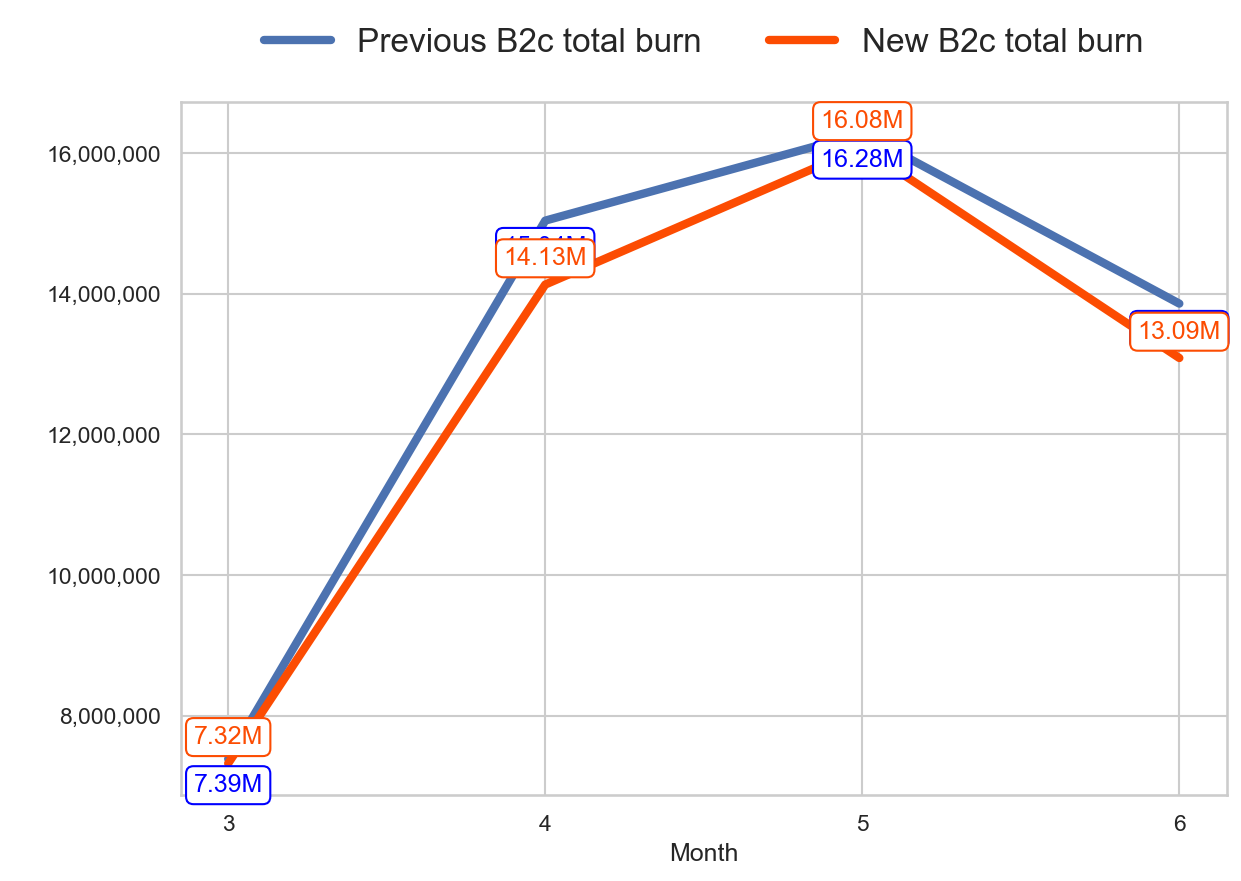 Previous B2c total burn New B2c total burn
16.08M
16,000,000
16.28M
14.13M
14,000,000
13.09M
12,000,000
10,000,000
8,000,000
7.32M
7.39M
3 4 5 6
Month